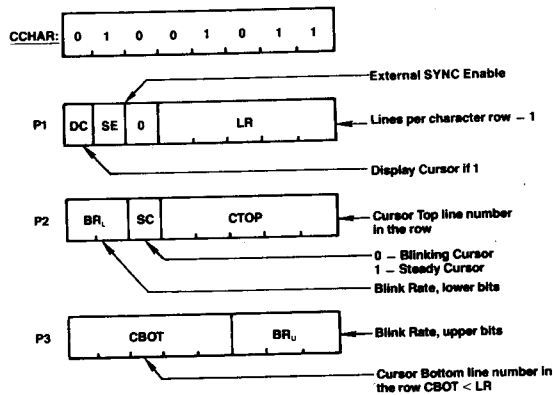 CCHAR: 0 1 0 0 1 0 1 1
External SYNC Enable
P1 DC SE 0 LR Lines per character row – 1
Display Cursor if 1
P2 BRL SC CTOP Cursor Top line number
in the row
0 – Blinking Cursor
1 – Steady Cursor
Blink Rate, lower bits
P3 CBOT BRU Blink Rate, upper bits
Cursor Bottom line number in
the row CBOT < LR